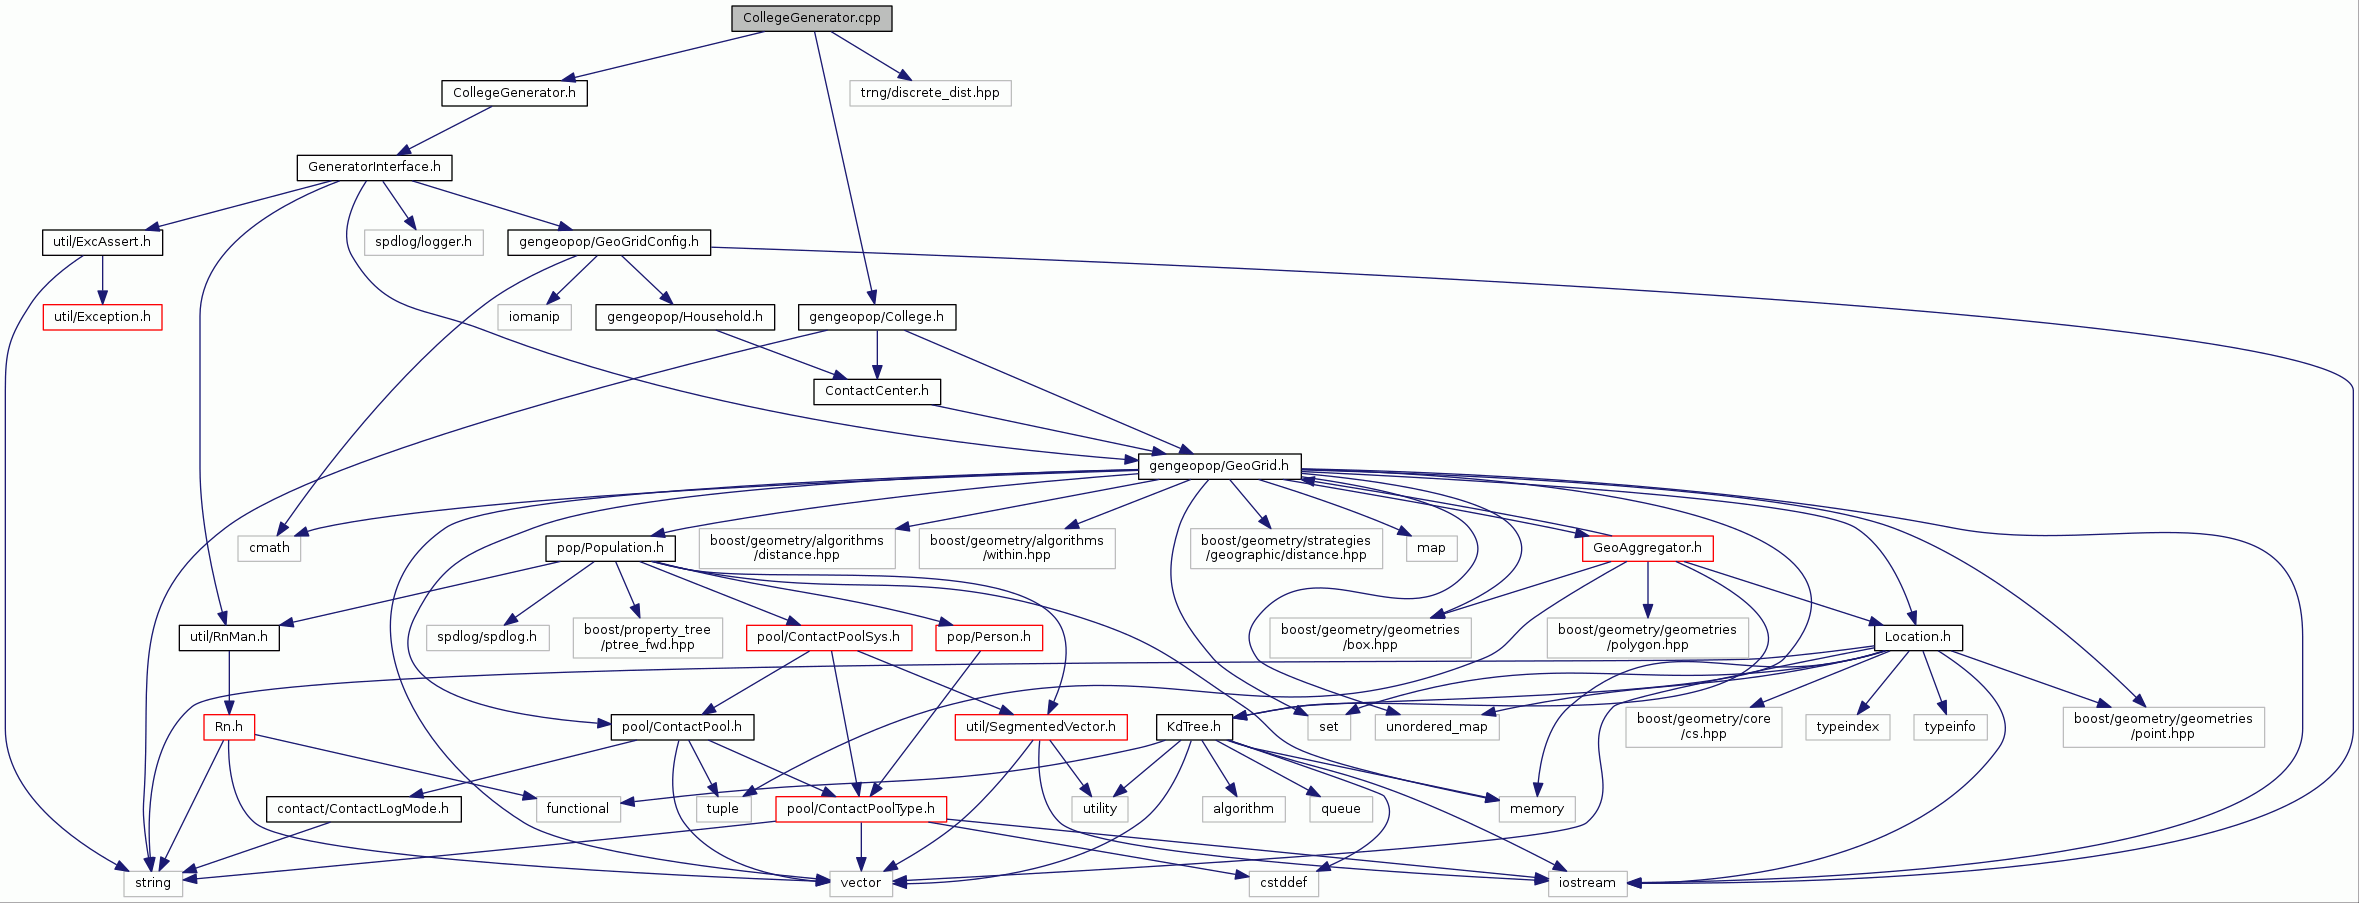 CollegeGenerator.cpp
CollegeGenerator.h
trng/discrete_dist.hpp
GeneratorInterface.h
util/ExcAssert.h
spdlog/logger.h
gengeopop/GeoGridConfig.h
util/Exception.h
iomanip
gengeopop/Household.h
gengeopop/College.h
ContactCenter.h
gengeopop/GeoGrid.h
cmath
pop/Population.h
boost/geometry/algorithms
/distance.hpp
boost/geometry/algorithms
/within.hpp
boost/geometry/strategies
/geographic/distance.hpp
map
GeoAggregator.h
util/RnMan.h
spdlog/spdlog.h
boost/property_tree
/ptree_fwd.hpp
pool/ContactPoolSys.h
pop/Person.h
boost/geometry/geometries
/box.hpp
boost/geometry/geometries
/polygon.hpp
Location.h
Rn.h
pool/ContactPool.h
util/SegmentedVector.h
KdTree.h
set
unordered_map
boost/geometry/core
/cs.hpp
typeindex
typeinfo
boost/geometry/geometries
/point.hpp
contact/ContactLogMode.h
functional
tuple
pool/ContactPoolType.h
utility
algorithm
queue
memory
string
vector
cstddef
iostream